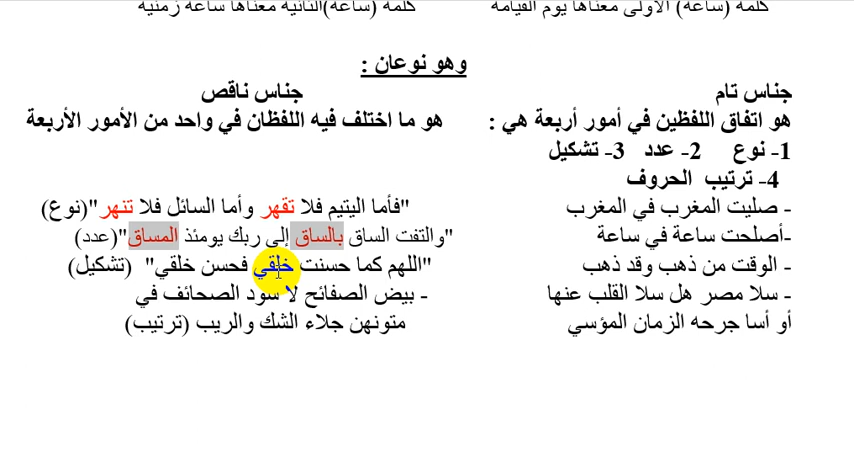 كلمة (ساعة) الأولى معناها يوم القيامة كلمة (ساعة)الثانية معناها ساعة زمنية
وهو نوعان :
جناس تام جناس ناقص
هو اتفاق اللفظين في أمور أربعة هي : هو ما اختلف فيه اللفظان في واحد من الأمور الأربعة
1- نوع 2- عدد 3- تشكيل
4- ترتيب الحروف
- صليت المغرب في المغرب "فأما اليتيم فلا تقهر وأما السائل فلا تنهر"(نوع)
-أصلحت ساعة في ساعة "والتفت الساق بالساق إلى ربك يومئذ المساق"(عدد)
- الوقت من ذهب وقد ذهب "اللهم كما حسنت خلقي فحسن خلقي" (تشكيل)
- سلا مصر هل سلا القلب عنها - بيض الصفائح لا سود الصحائف في
أو أسا جرحه الزمان المؤسي متونهن جلاء الشك والريب (ترتيب)